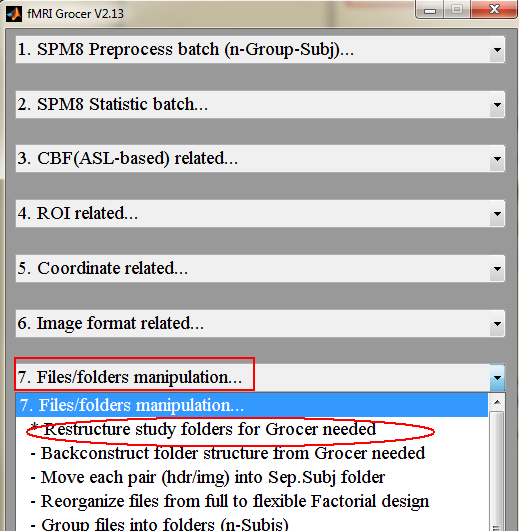 fMRI Grocer V2.13
1. SPM8 Preprocess batch (n-Group-Subj)...
2. SPM8 Statistic batch...
3. CBF(ASL-based) related...
4. ROI related...
5. Coordinate related...
6. Image format related...
7. Files/folders manipulation...
7. Files/folders manipulation...
* Restructure study folders for Grocer needed
- Backconstruct folder structure from Grocer needed
- Move each pair (hdr/img) into Sep.Subj folder
- Reorganize files from full to flexible Factorial design
- Group files into folders (n-Subjs)